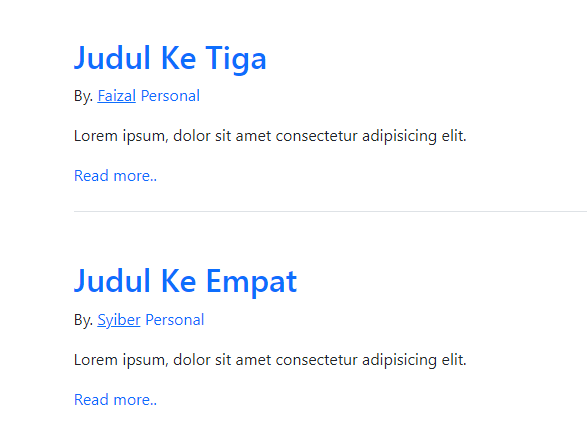 Judul Ke Tiga
By. Faizal Personal
Lorem ipsum, dolor sit amet consectetur adipisicing elit.
Read more..
Judul Ke Empat
By. Syiber Personal
Lorem ipsum, dolor sit amet consectetur adipisicing elit.
Read more..